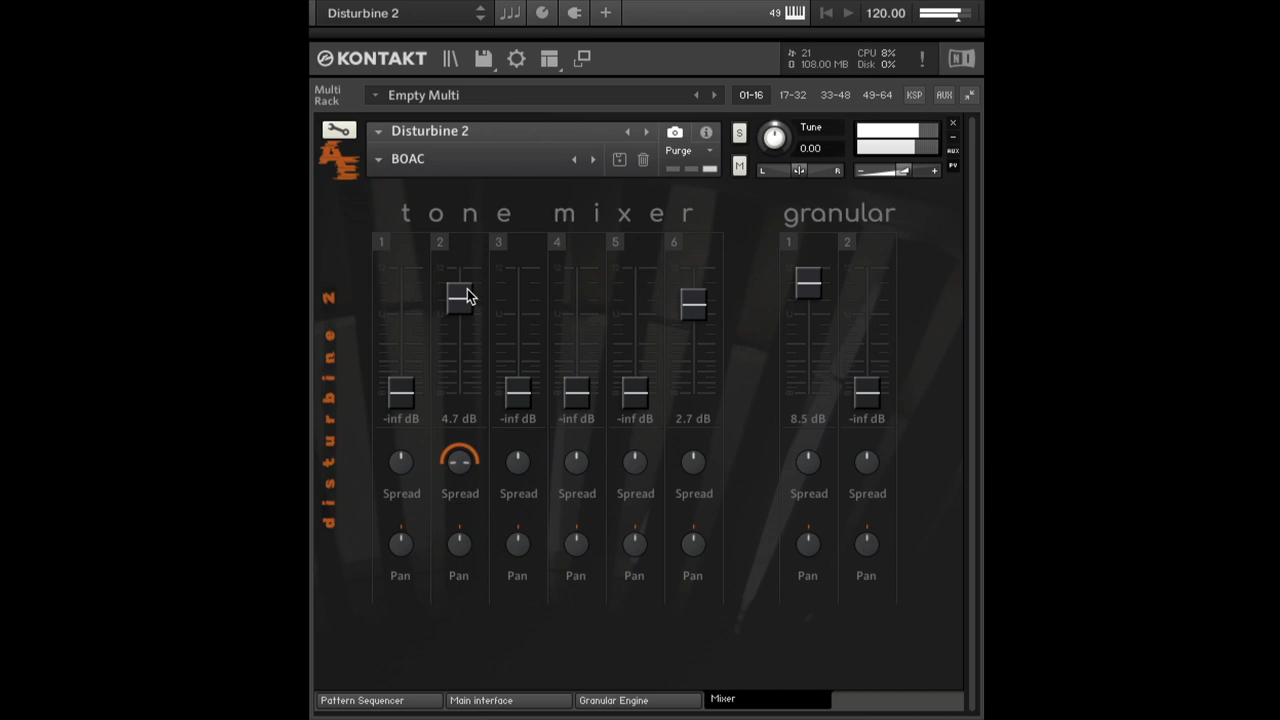 Disturbine 2
49
120.00
KONTAKT
21
108.00 MB
CPU 8%
Disk 0%
!
NI
Multi
Rack
Empty Multi
01-16 17-32 33-48 49-64 KSP AUX
Disturbine 2
BOAC
Purge
S
M
Tune
0.00
L R
- +
AUX
PV
AE
tone mixer granular
1 2 3 4 5 6 1 2
-inf dB 4.7 dB -inf dB -inf dB -inf dB 2.7 dB 8.5 dB -inf dB
Spread Spread Spread Spread Spread Spread Spread Spread
Pan Pan Pan Pan Pan Pan Pan Pan
disturbine 2
Pattern Sequencer Main interface Granular Engine Mixer